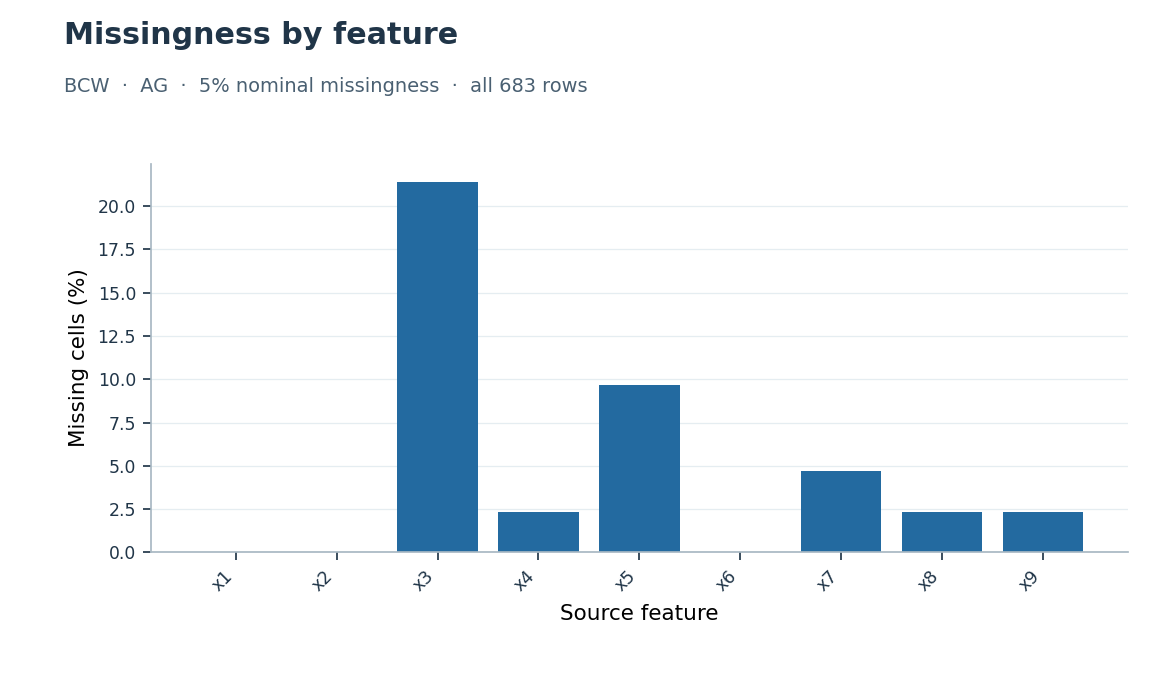 Missingness by feature
BCW · AG · 5% nominal missingness · all 683 rows
Missing cells (%)
20.0
17.5
15.0
12.5
10.0
7.5
5.0
2.5
0.0
x1 x2 x3 x4 x5 x6 x7 x8 x9
Source feature